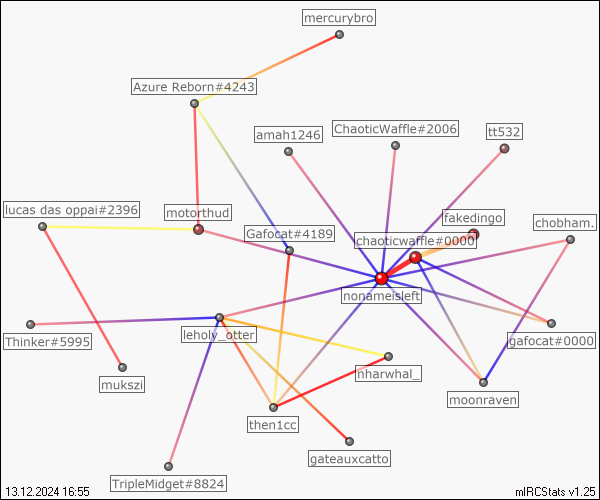 mercurybro
Azure Reborn#4243
ChaoticWaffle#2006
tt532
amah1246
lucas das oppai#2396
motorthud
fakedingo
chobham.
Gafocat#4189
chaoticwaffle#0000
nonameisleft
leholy_otter
Thinker#5995
gafocat#0000
mukszi
nharwhal_
moonraven
then1cc
gateauxcatto
TripleMidget#8824
13.12.2024 16:55
mIRCStats v1.25